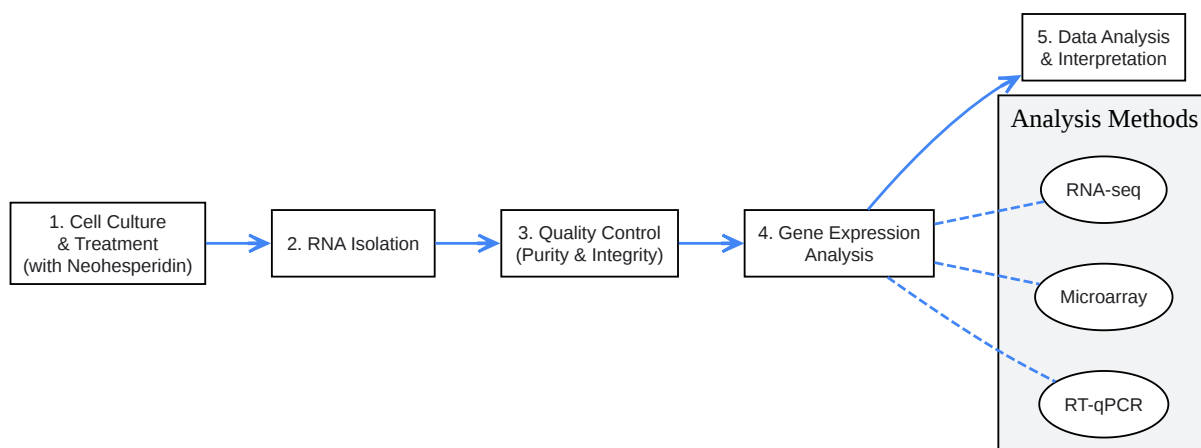 1. Cell Culture
& Treatment
(with Neohesperidin)
2. RNA Isolation
3. Quality Control
(Purity & Integrity)
4. Gene Expression
Analysis
5. Data Analysis
& Interpretation
Analysis Methods
RNA-seq
Microarray
RT-qPCR